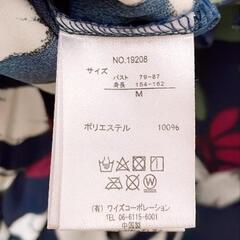 NO.19208
サイズ
バスト 79-87
身長 154-162
M
ポリエステル 100%
(有) ワイズコーポレーション
TEL 06-6115-6001
中国製